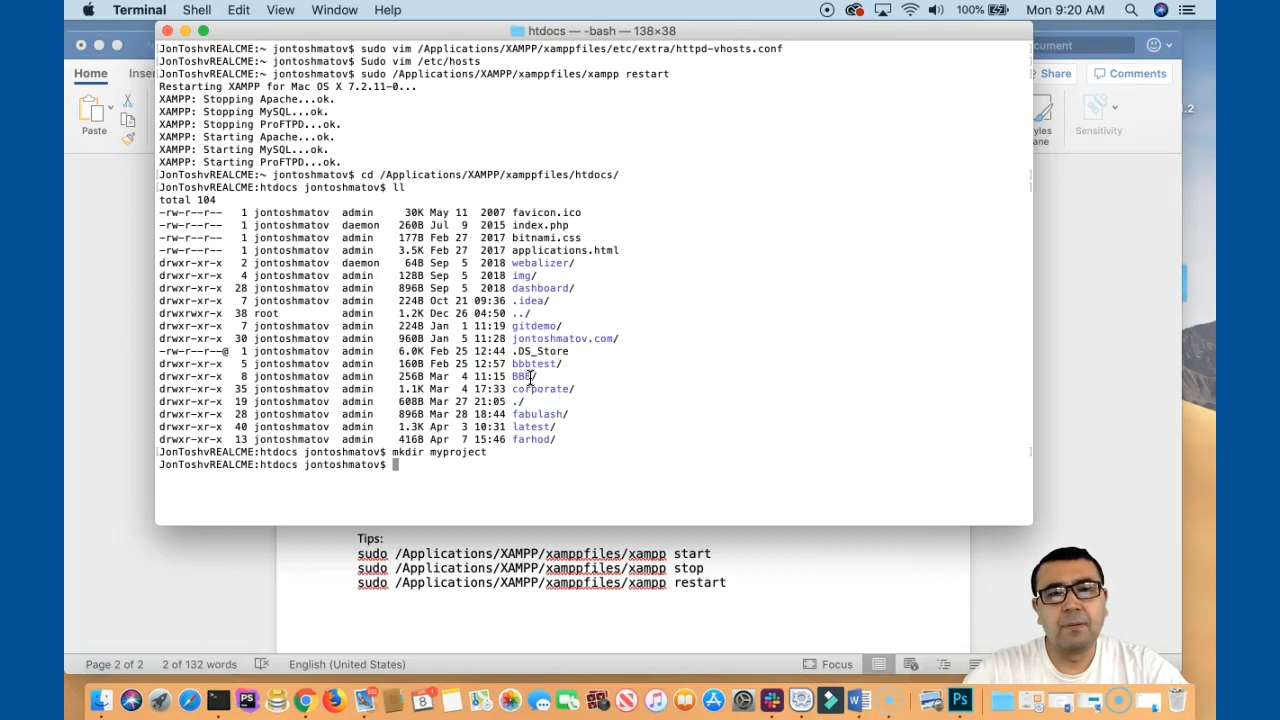 Terminal Shell Edit View Window Help 100% Mon 9:20 AM
htdocs — -bash — 138×38
[JonToshvREALCME:~ jontoshmatov$ sudo vim /Applications/XAMPP/xamppfiles/etc/extra/httpd-vhosts.conf ]
[JonToshvREALCME:~ jontoshmatov$ sudo vim /etc/hosts ]
[JonToshvREALCME:~ jontoshmatov$ sudo /Applications/XAMPP/xamppfiles/xampp restart ]
Restarting XAMPP for Mac OS X 7.2.11-0...
XAMPP: Stopping Apache...ok.
XAMPP: Stopping MySQL...ok.
XAMPP: Stopping ProFTPD...ok.
XAMPP: Starting Apache...ok.
XAMPP: Starting MySQL...ok.
XAMPP: Starting ProFTPD...ok.
[JonToshvREALCME:~ jontoshmatov$ cd /Applications/XAMPP/xamppfiles/htdocs/ ]
[JonToshvREALCME:htdocs jontoshmatov$ ll ]
total 104
-rw-r--r-- 1 jontoshmatov admin 30K May 11 2007 favicon.ico
-rw-r--r-- 1 jontoshmatov daemon 260B Jul 9 2015 index.php
-rw-r--r-- 1 jontoshmatov admin 177B Feb 27 2017 bitnami.css
-rw-r--r-- 1 jontoshmatov admin 3.5K Feb 27 2017 applications.html
drwxr-xr-x 2 jontoshmatov daemon 64B Sep 5 2018 webalizer/
drwxr-xr-x 4 jontoshmatov admin 128B Sep 5 2018 img/
drwxr-xr-x 28 jontoshmatov admin 896B Sep 5 2018 dashboard/
drwxr-xr-x 7 jontoshmatov admin 224B Oct 21 09:36 .idea/
drwxrwxr-x 38 root admin 1.2K Dec 26 04:50 ../
drwxr-xr-x 7 jontoshmatov admin 224B Jan 1 11:19 gitdemo/
drwxr-xr-x 30 jontoshmatov admin 960B Jan 5 11:28 jontoshmatov.com/
-rw-r--r--@ 1 jontoshmatov admin 6.0K Feb 25 12:44 .DS_Store
drwxr-xr-x 5 jontoshmatov admin 160B Feb 25 12:57 bbbtest/
drwxr-xr-x 8 jontoshmatov admin 256B Mar 4 11:15
drwxr-xr-x 35 jontoshmatov admin 1.1K Mar 4 17:33 corporate/
drwxr-xr-x 19 jontoshmatov admin 608B Mar 27 21:05 ./
drwxr-xr-x 28 jontoshmatov admin 896B Mar 28 18:44 fabulash/
drwxr-xr-x 40 jontoshmatov admin 1.3K Apr 3 10:31 latest/
drwxr-xr-x 13 jontoshmatov admin 416B Apr 7 15:46 farhod/
[JonToshvREALCME:htdocs jontoshmatov$ mkdir myproject ]
JonToshvREALCME:htdocs jontoshmatov$
Home Share Comments
Paste Sensitivity
Tips:
sudo /Applications/XAMPP/xamppfiles/xampp start
sudo /Applications/XAMPP/xamppfiles/xampp stop
sudo /Applications/XAMPP/xamppfiles/xampp restart
Page 2 of 2 2 of 132 words English (United States) Focus
PS 8 W Ps